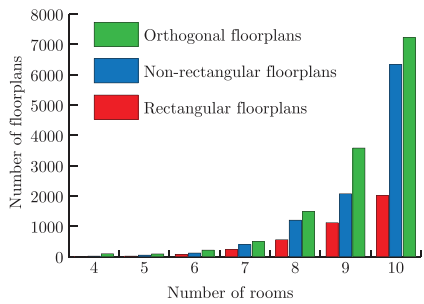 8000
7000
6000
5000
4000
3000
2000
1000
0
Number of floorplans
Orthogonal floorplans
Non-rectangular floorplans
Rectangular floorplans
4 5 6 7 8 9 10
Number of rooms